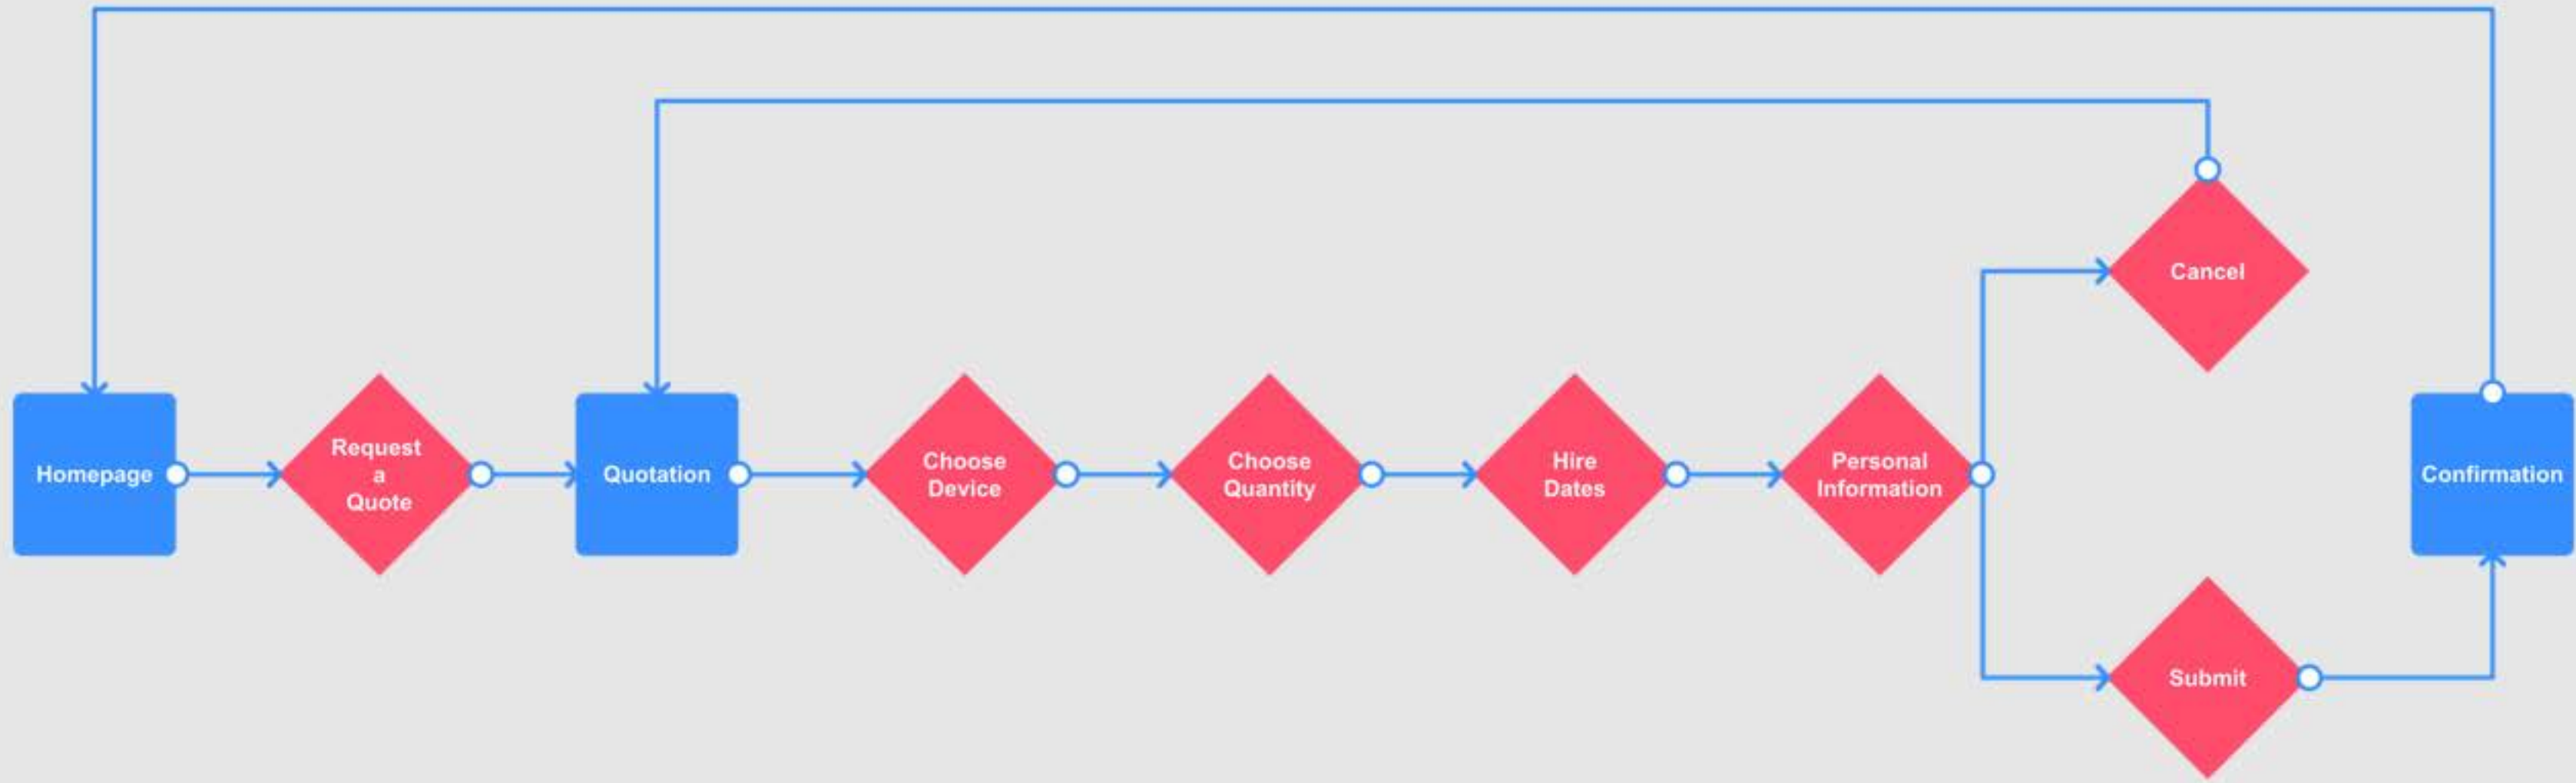 Homepage
Request
a
Quote
Quotation
Choose
Device
Choose
Quantity
Hire
Dates
Personal
Information
Cancel
Submit
Confirmation